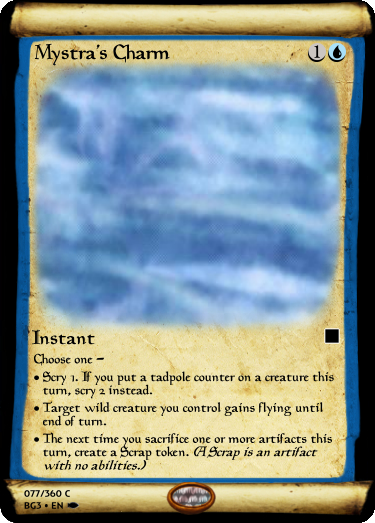 Mystra's Charm 1
Instant
Choose one –
• Scry 1. If you put a tadpole counter on a creature this
turn, scry 2 instead.
• Target wild creature you control gains flying until
end of turn.
• The next time you sacrifice one or more artifacts this
turn, create a Scrap token. (A Scrap is an artifact
with no abilities.)
077/360 C
BG3 • EN